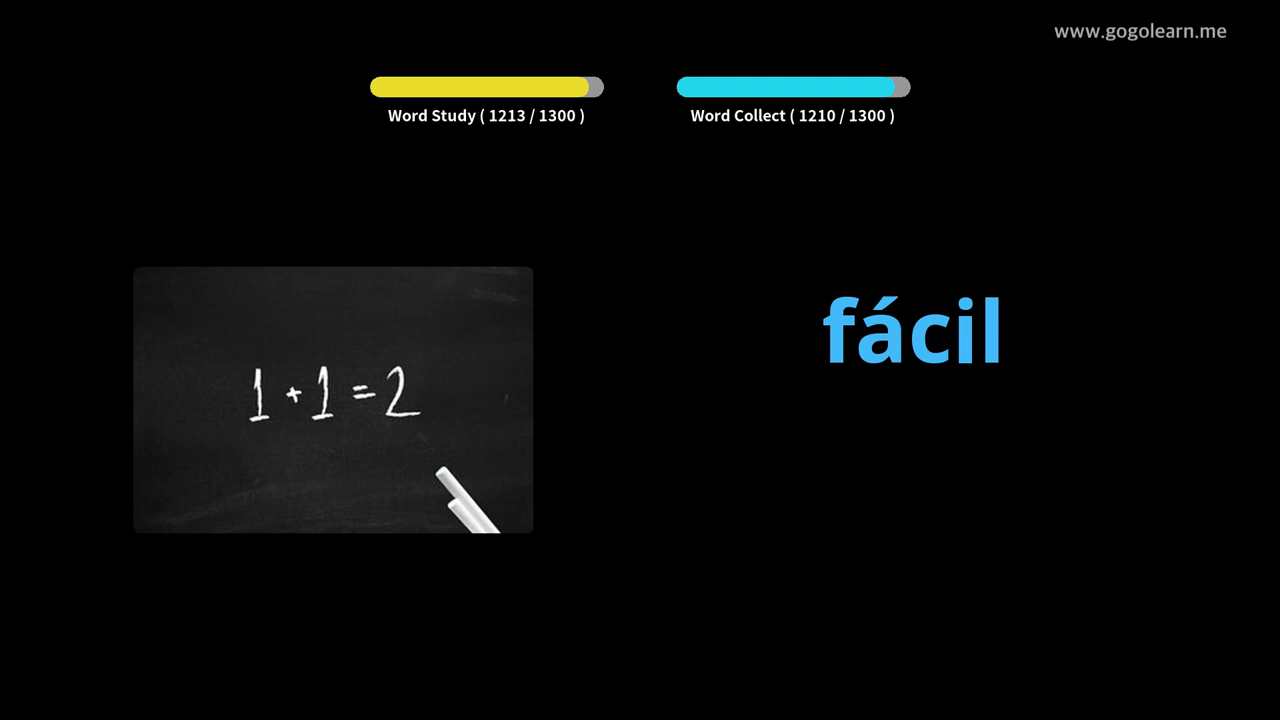 www.gogolearn.me
Word Study ( 1213 / 1300 )
Word Collect ( 1210 / 1300 )
fácil
1 + 1 = 2